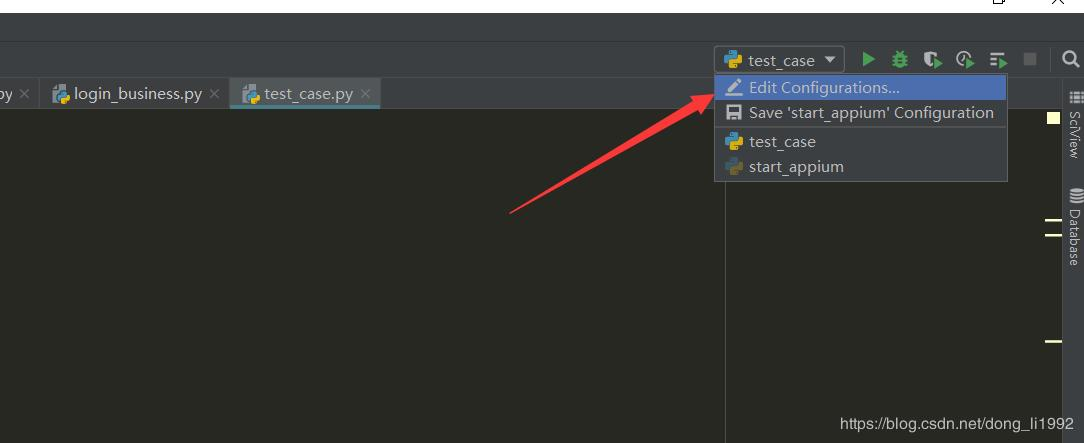 test_case
py
login_business.py
test_case.py
Edit Configurations...
Save 'start_appium' Configuration
test_case
start_appium
SciView
Database
https://blog.csdn.net/dong_li1992